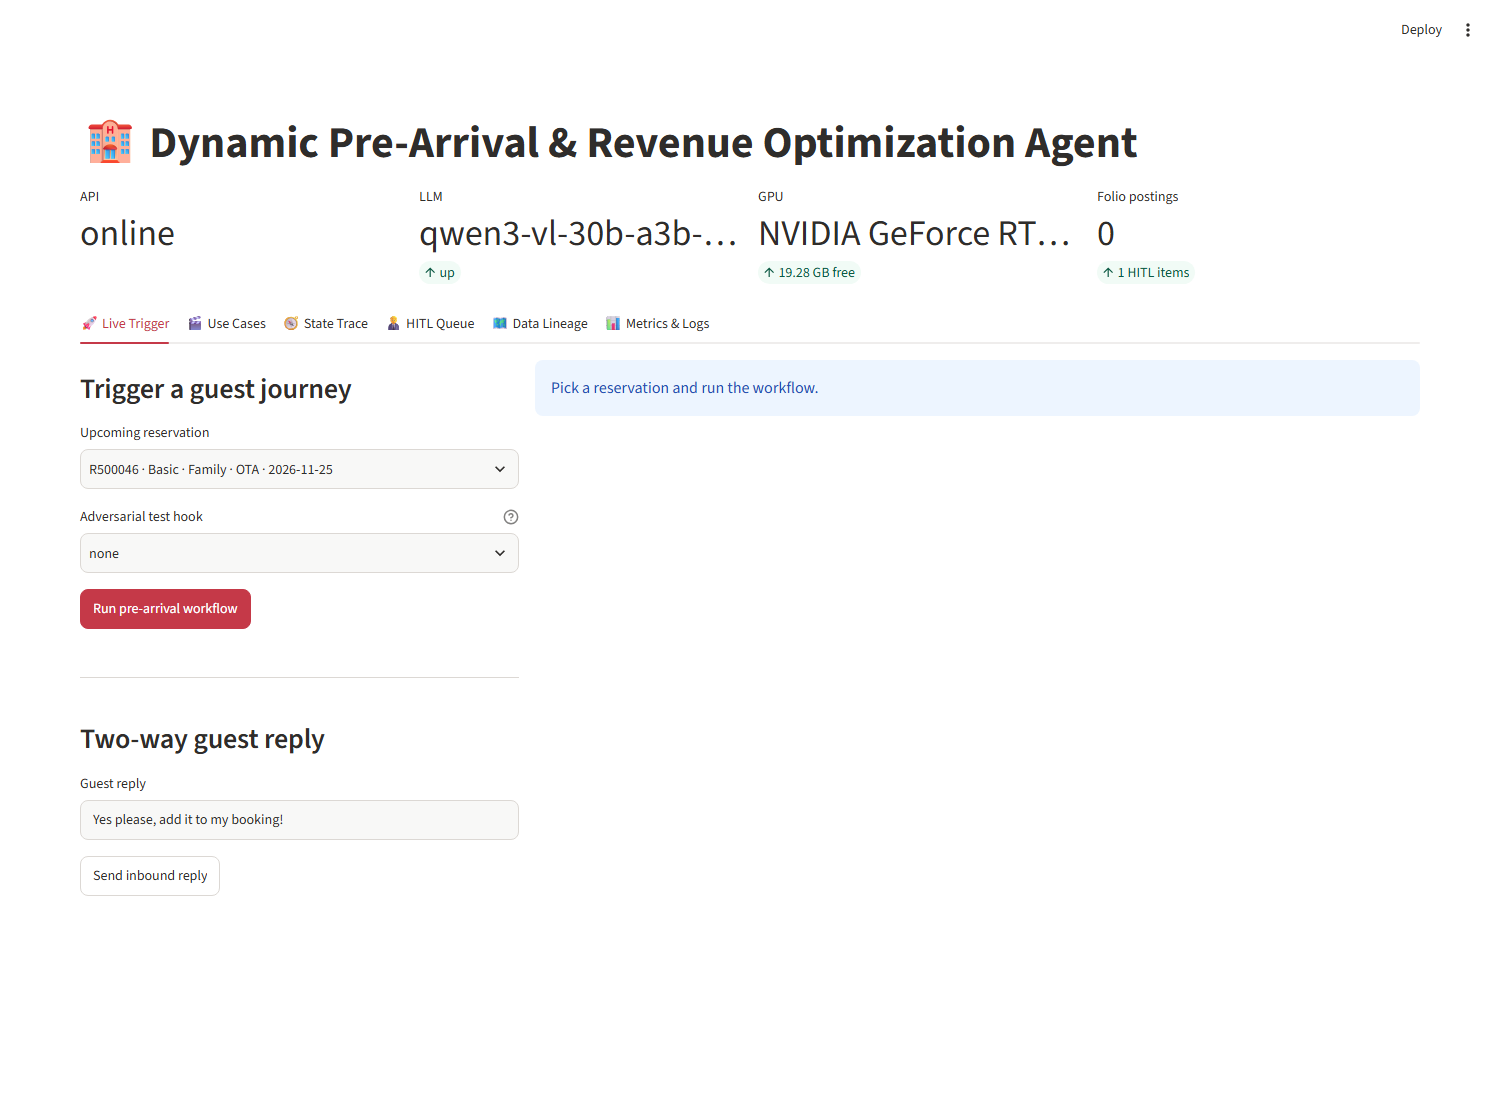 Deploy
Dynamic Pre-Arrival & Revenue Optimization Agent
API
online
LLM
qwen3-vl-30b-a3b-...
↑ up
GPU
NVIDIA GeForce RT...
↑ 19.28 GB free
Folio postings
0
↑ 1 HITL items
Live Trigger
Use Cases
State Trace
HITL Queue
Data Lineage
Metrics & Logs
Trigger a guest journey
Upcoming reservation
R500046 · Basic · Family · OTA · 2026-11-25
Adversarial test hook
none
Run pre-arrival workflow
Pick a reservation and run the workflow.
Two-way guest reply
Guest reply
Yes please, add it to my booking!
Send inbound reply